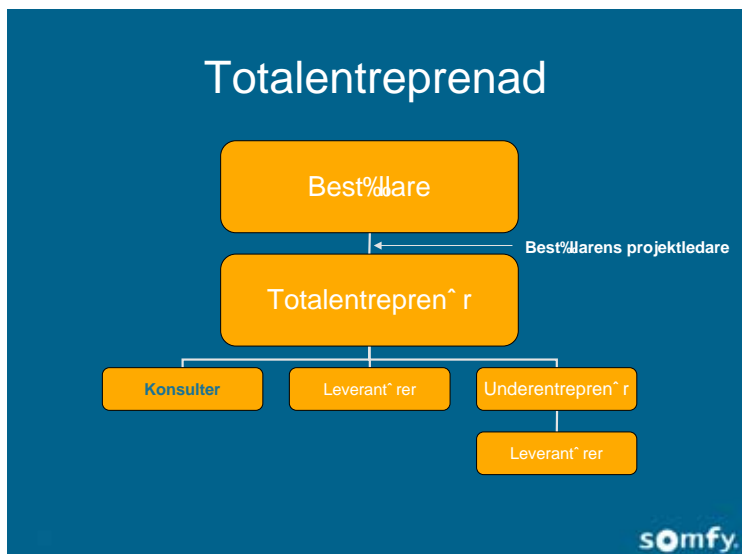 Totalentreprenad
Best‰llare
Best‰llarens projektledare
Totalentreprenˆr
Konsulter
Leverantˆrer
Underentreprenˆr
Leverantˆrer
somfy.